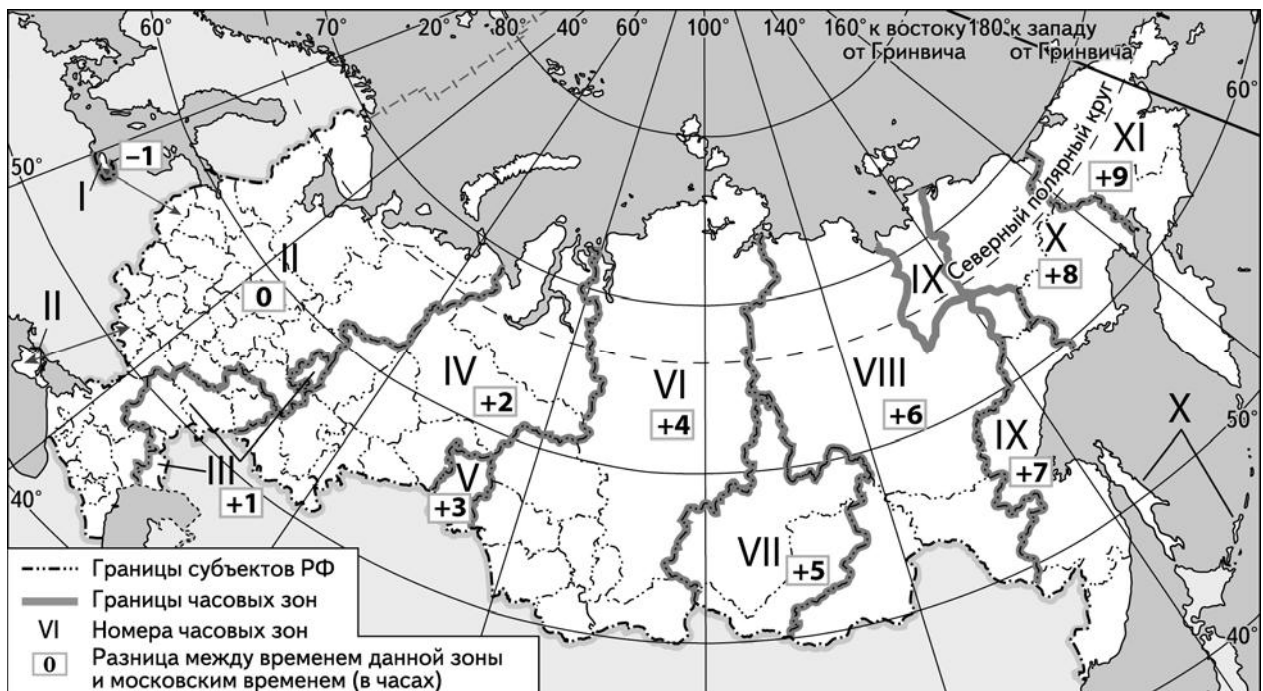 60° 70° 20° 40° 60° 80° 100° 120° 140° 160° к востоку 180° к западу
от Гринвича от Гринвича
60°
50°
–1
I
Северный полярный круг
XI
+9
II
0
X
+8
IX
II
IV
+2
VI
+4
VIII
+6
X
50°
IX
+7
V
+3
III
+1
40°
VII
+5
40°
Границы субъектов РФ
Границы часовых зон
VI Номера часовых зон
0 Разница между временем данной зоны
и московским временем (в часах)